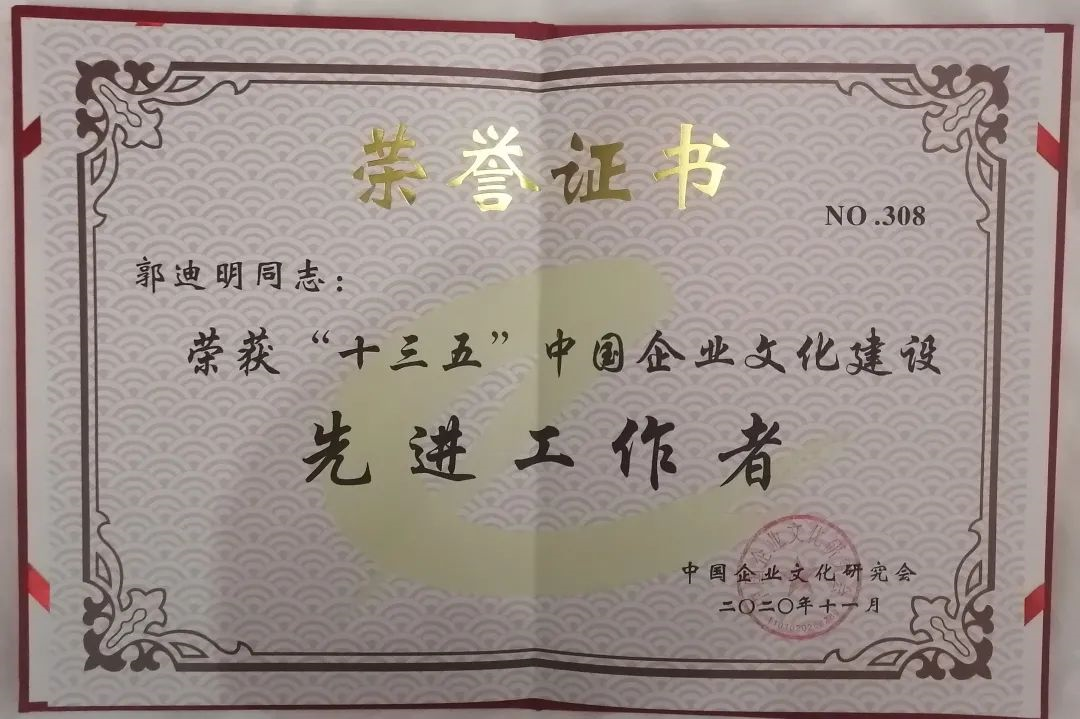 荣誉证书
NO.308
郭迪明同志：
荣获“十三五”中国企业文化建设
先进工作者
中国企业文化研究会
二〇二〇年十一月